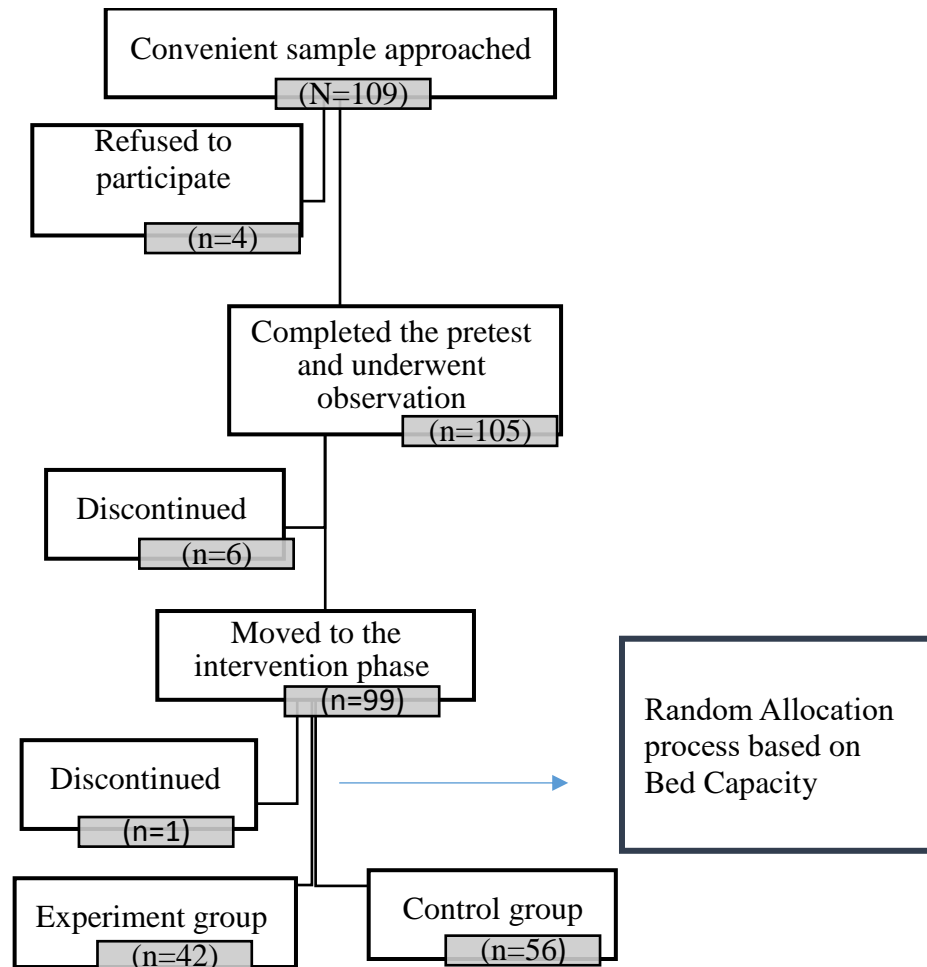 Convenient sample approached
(N=109)
Refused to
participate
(n=4)
Completed the pretest
and underwent
observation
(n=105)
Discontinued
(n=6)
Moved to the
intervention phase
(n=99)
Random Allocation
process based on
Bed Capacity
Discontinued
(n=1)
Experiment group
(n=42)
Control group
(n=56)